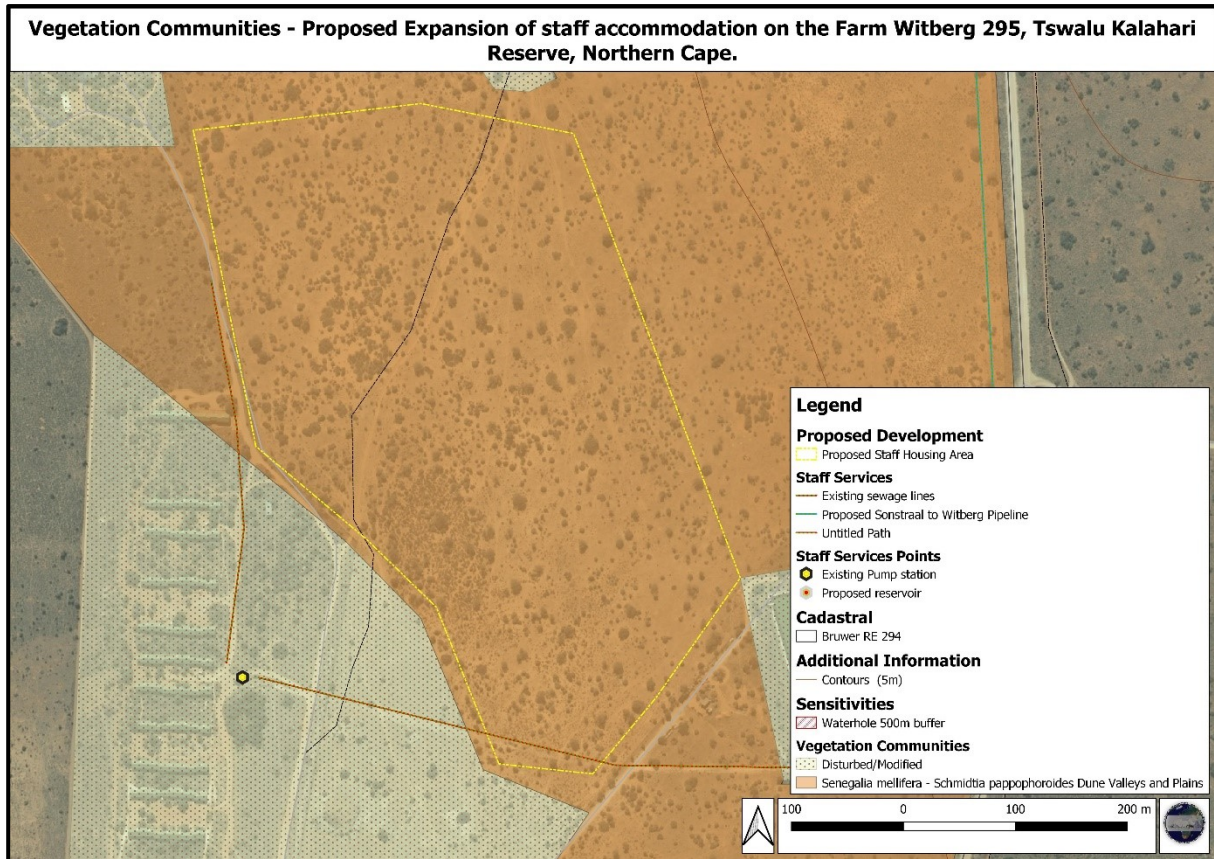 Vegetation Communities - Proposed Expansion of staff accommodation on the Farm Witberg 295, Tswalu Kalahari
Reserve, Northern Cape.
Legend
Proposed Development
Proposed Staff Housing Area
Staff Services
Existing sewage lines
Proposed Sonstraal to Witberg Pipeline
Untitled Path
Staff Services Points
Existing Pump station
Proposed reservoir
Cadastral
Bruwer RE 294
Additional Information
Contours (5m)
Sensitivities
Waterhole 500m buffer
Vegetation Communities
Disturbed/Modified
Senegalia mellifera - Schmidtia pappophoroides Dune Valleys and Plains
100 0 100 200 m